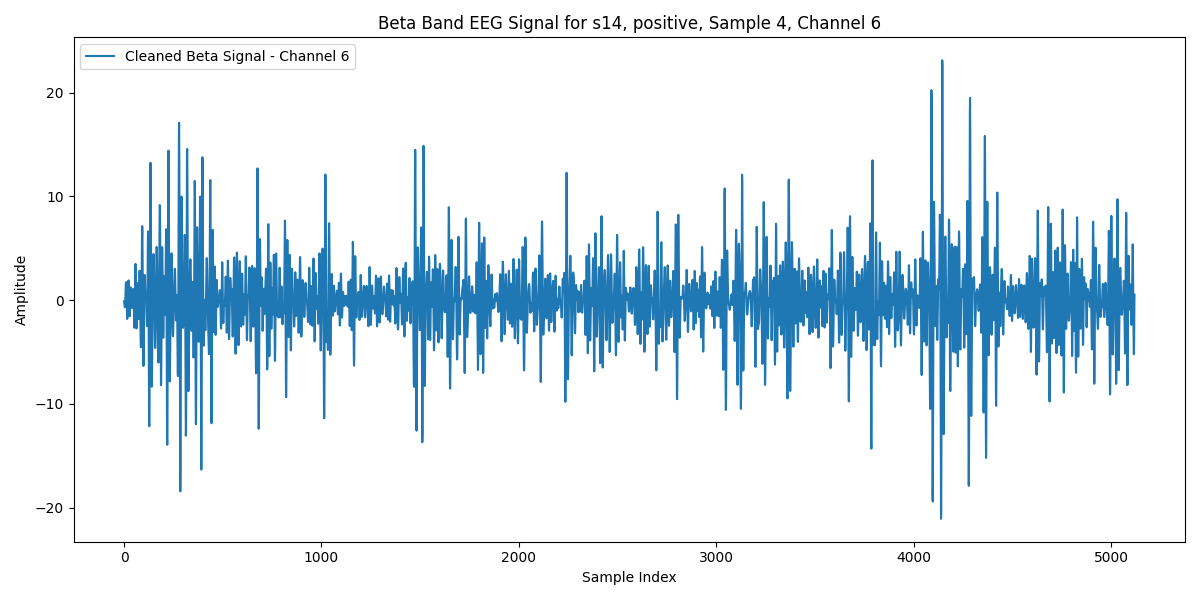 Beta Band EEG Signal for s14, positive, Sample 4, Channel 6
Cleaned Beta Signal - Channel 6
Amplitude
20
10
0
−10
−20
0 1000 2000 3000 4000 5000
Sample Index